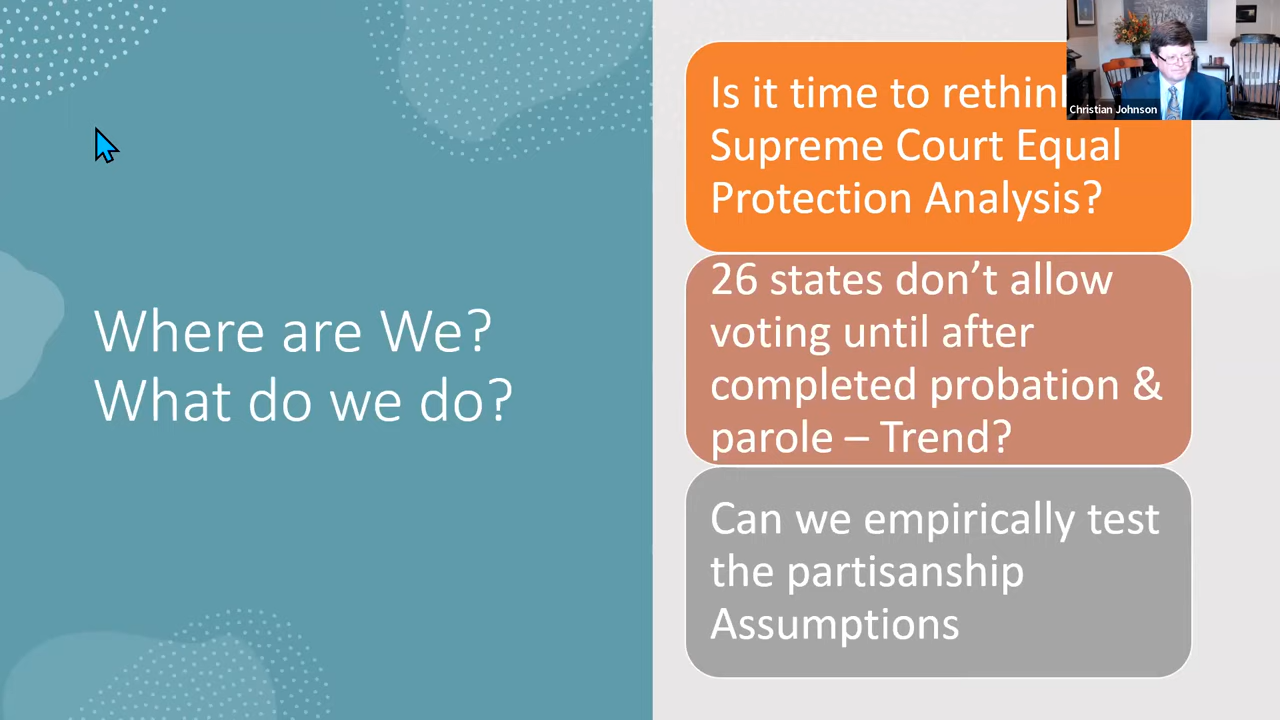 Where are We?
What do we do?
Is it time to rethink
Supreme Court Equal
Protection Analysis?
26 states don’t allow
voting until after
completed probation &
parole – Trend?
Can we empirically test
the partisanship
Assumptions
Christian Johnson